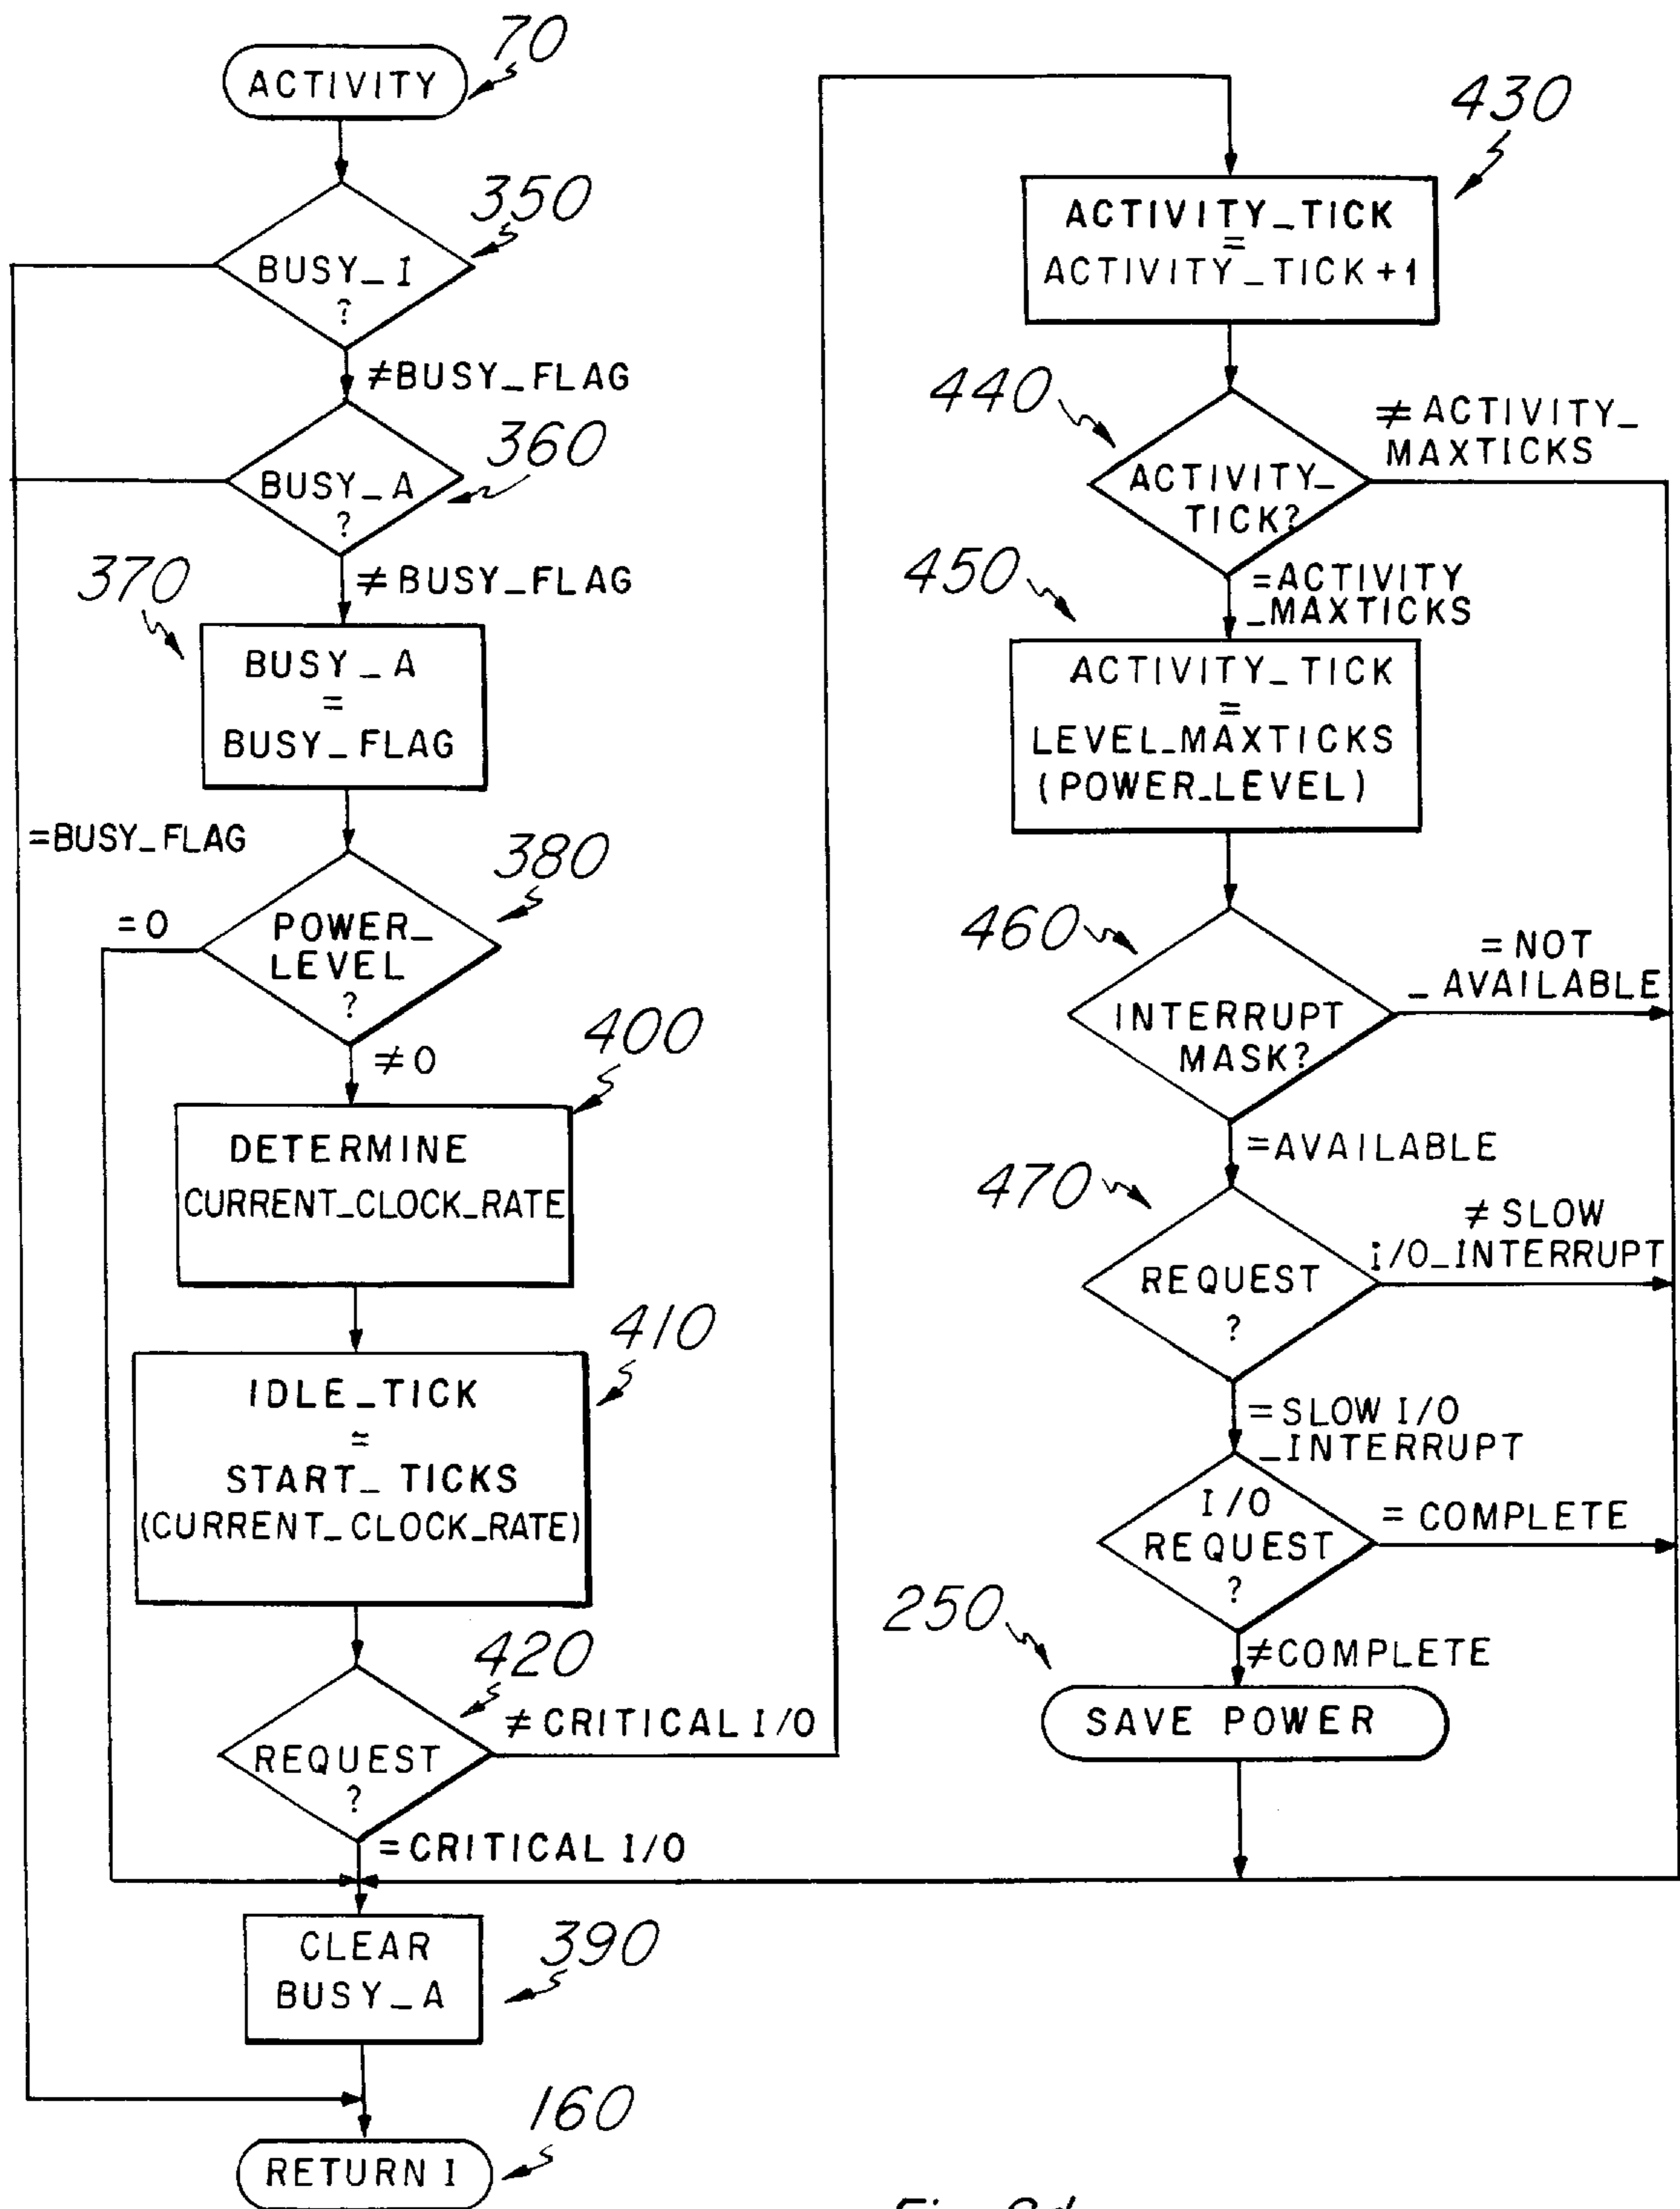 ACTIVITY
70
350
BUSY_I
?
≠BUSY_FLAG
360
BUSY_A
?
≠BUSY_FLAG
370
BUSY_A
=
BUSY_FLAG
=BUSY_FLAG
380
=0
POWER_
LEVEL
?
≠0
400
DETERMINE
CURRENT_CLOCK_RATE
410
IDLE_TICK
=
START_TICKS
(CURRENT_CLOCK_RATE)
420
≠CRITICAL I/O
REQUEST
?
=CRITICAL I/O
390
CLEAR
BUSY_A
160
RETURN I
430
ACTIVITY_TICK
=
ACTIVITY_TICK+1
440
≠ACTIVITY_
MAXTICKS
ACTIVITY_
TICK?
450
=ACTIVITY
_MAXTICKS
ACTIVITY_TICK
=
LEVEL_MAXTICKS
(POWER_LEVEL)
460
=NOT
_AVAILABLE
INTERRUPT
MASK?
=AVAILABLE
470
≠SLOW
i/O_INTERRUPT
REQUEST
?
=SLOW I/O
_INTERRUPT
I/O
REQUEST
?
=COMPLETE
250
≠COMPLETE
SAVE POWER